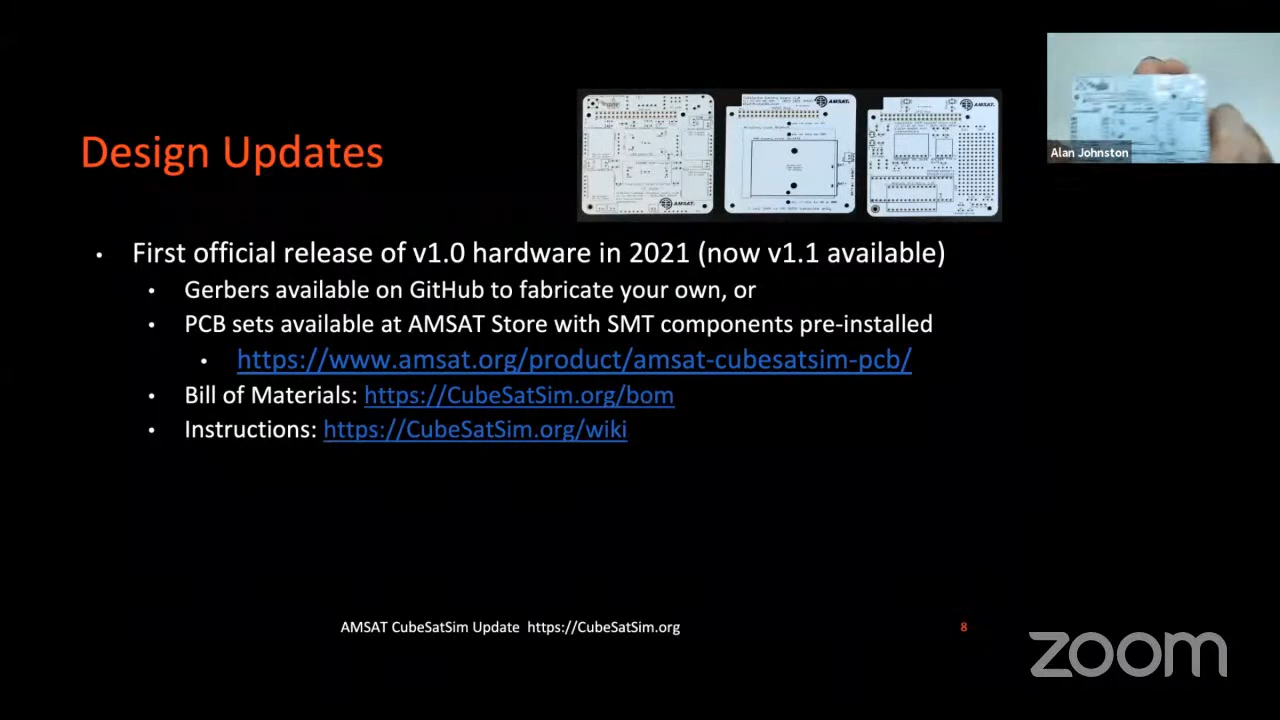 Design Updates
AMSAT
AMSAT
AMSAT
Alan Johnston
• First official release of v1.0 hardware in 2021 (now v1.1 available)
• Gerbers available on GitHub to fabricate your own, or
• PCB sets available at AMSAT Store with SMT components pre-installed
• https://www.amsat.org/product/amsat-cubesatsim-pcb/
• Bill of Materials: https://CubeSatSim.org/bom
• Instructions: https://CubeSatSim.org/wiki
AMSAT CubeSatSim Update https://CubeSatSim.org
8
zoom